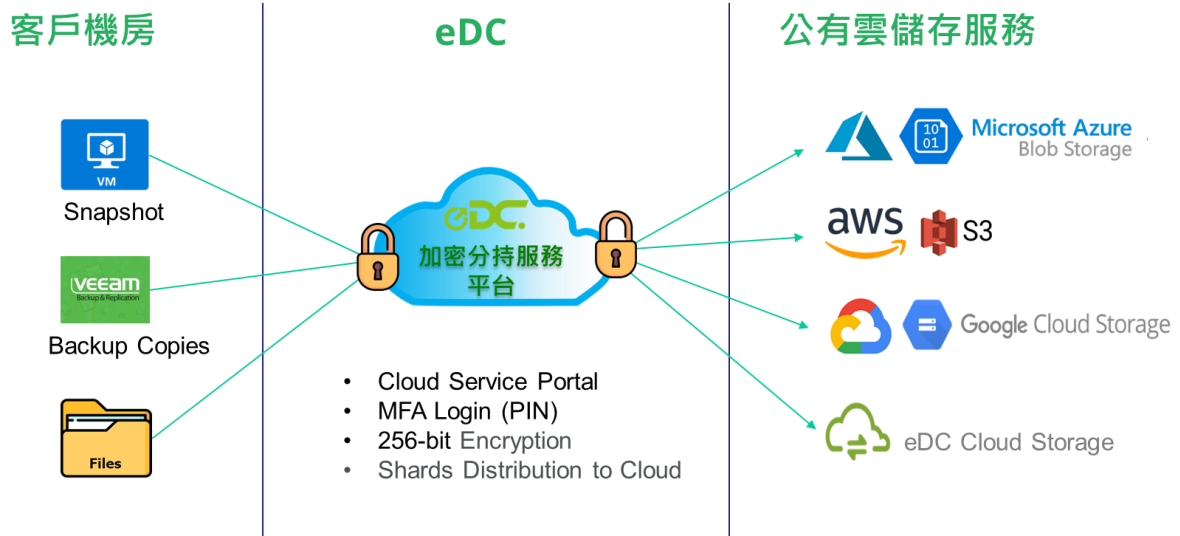 客戶機房
eDC
公有雲儲存服務
VM
Snapshot
veeam
Backup & Replication
Backup Copies
Files
eDC.
加密分持服務
平台
• Cloud Service Portal
• MFA Login (PIN)
• 256-bit Encryption
• Shards Distribution to Cloud
10
01
Microsoft Azure
Blob Storage
aws
S3
Google Cloud Storage
eDC Cloud Storage